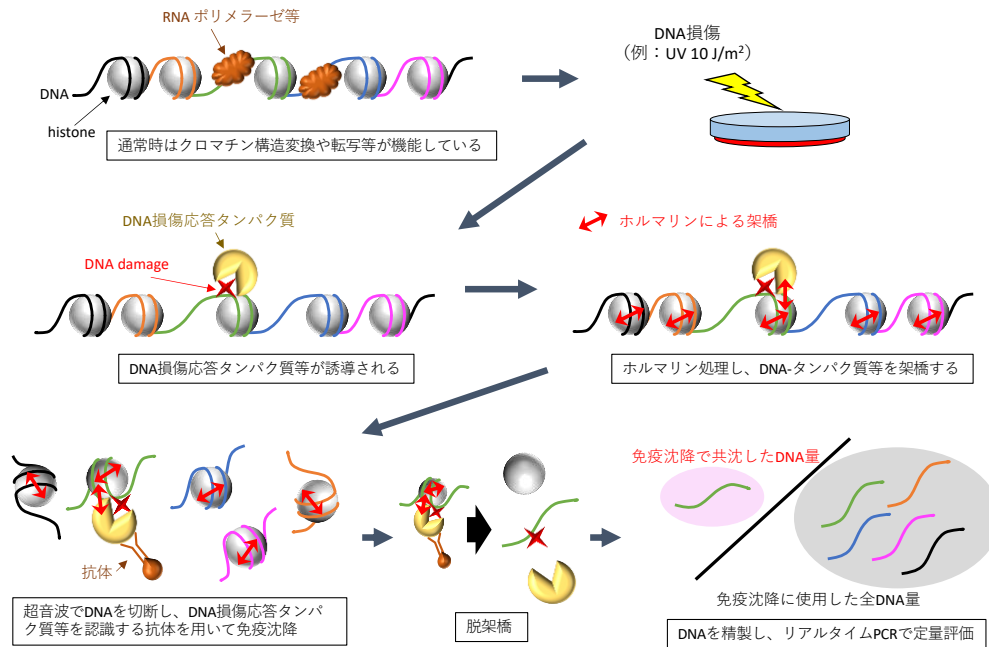 RNA ポリメラーゼ等
DNA
histone
通常時はクロマチン構造変換や転写等が機能している
DNA損傷
（例：UV 10 J/m²）
DNA損傷応答タンパク質
DNA damage
DNA損傷応答タンパク質等が誘導される
ホルマリンによる架橋
ホルマリン処理し、DNA-タンパク質等を架橋する
抗体
超音波でDNAを切断し、DNA損傷応答タンパ
ク質等を認識する抗体を用いて免疫沈降
脱架橋
免疫沈降で共沈したDNA量
免疫沈降に使用した全DNA量
DNAを精製し、リアルタイムPCRで定量評価